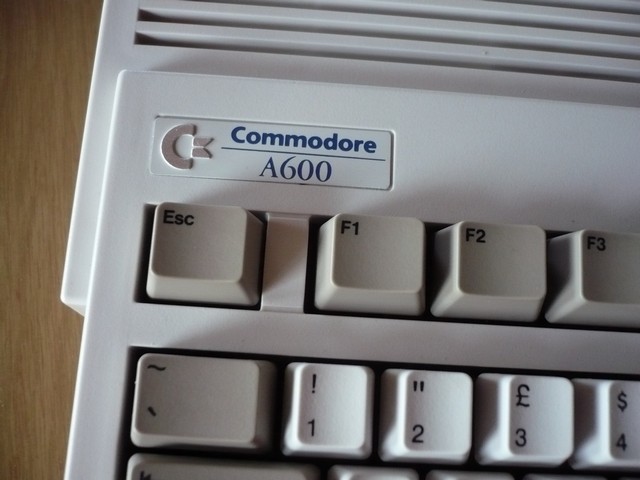 Commodore
A600
Esc F1 F2 F3
~ ! " £ $
` 1 2 3 4